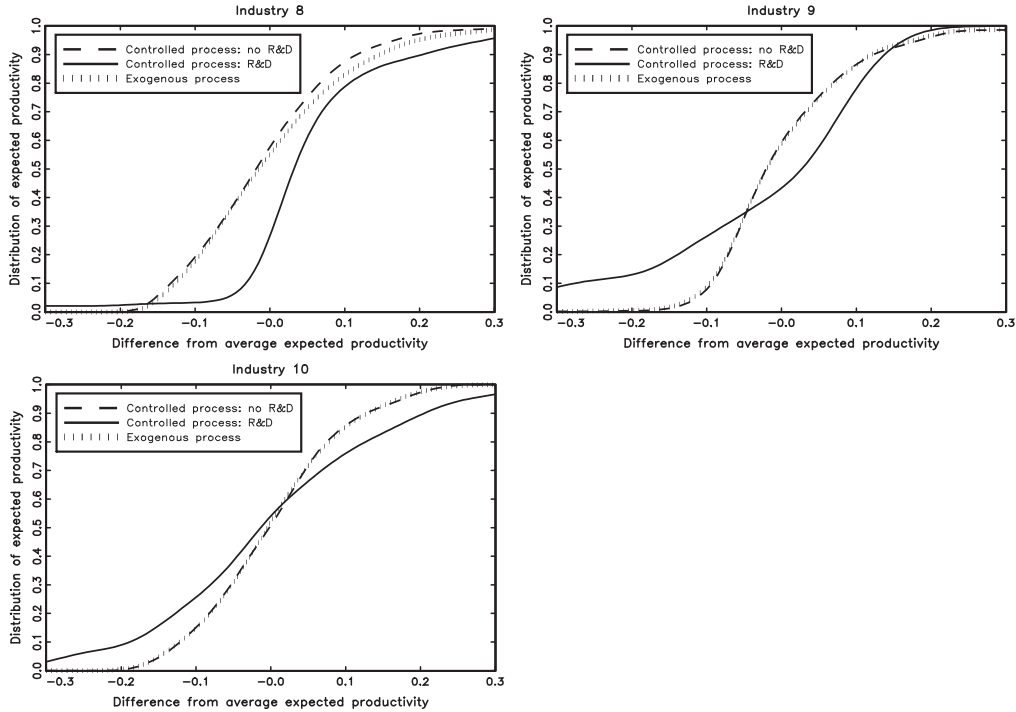 Industry 8
Distribution of expected productivity
1.0
0.9
0.8
0.7
0.6
0.5
0.4
0.3
0.2
0.1
0.0
Controlled process: no R&D
Controlled process: R&D
Exogenous process
−0.3 −0.2 −0.1 −0.0 0.1 0.2 0.3
Difference from average expected productivity
Industry 9
Distribution of expected productivity
1.0
0.9
0.8
0.7
0.6
0.5
0.4
0.3
0.2
0.1
0.0
Controlled process: no R&D
Controlled process: R&D
Exogenous process
−0.3 −0.2 −0.1 −0.0 0.1 0.2 0.3
Difference from average expected productivity
Industry 10
Distribution of expected productivity
1.0
0.9
0.8
0.7
0.6
0.5
0.4
0.3
0.2
0.1
0.0
Controlled process: no R&D
Controlled process: R&D
Exogenous process
−0.3 −0.2 −0.1 −0.0 0.1 0.2 0.3
Difference from average expected productivity